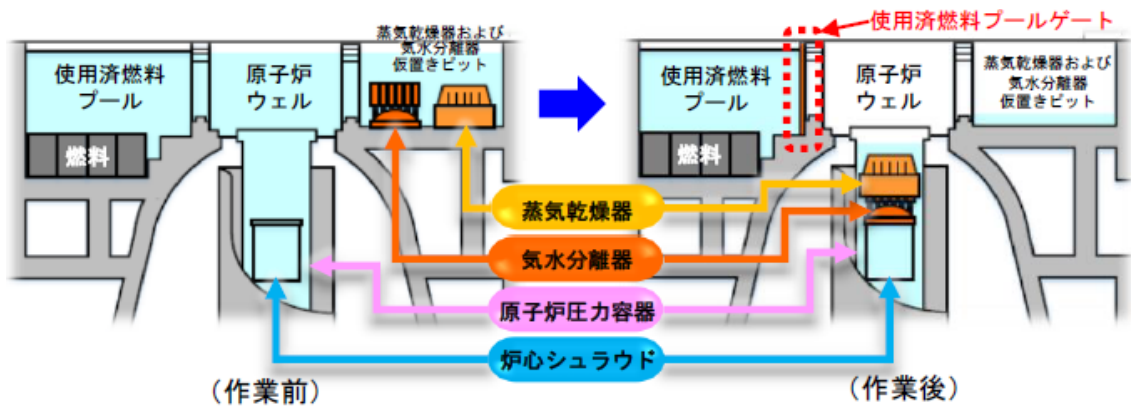 使用済燃料プールゲート
蒸気乾燥器および
気水分離器
仮置きピット
使用済燃料
プール
原子炉
ウェル
使用済燃料
プール
原子炉
ウェル
蒸気乾燥器および
気水分離器
仮置きピット
燃料
燃料
蒸気乾燥器
気水分離器
原子炉圧力容器
炉心シュラウド
（作業前）
（作業後）